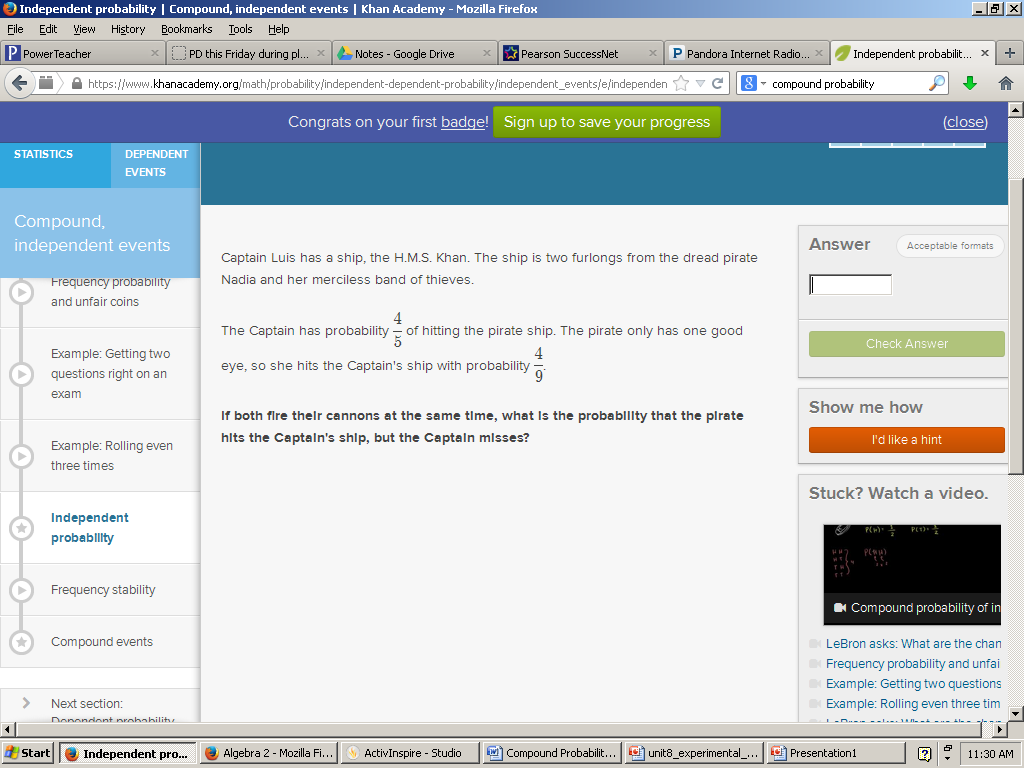 Independent probability | Compound, independent events | Khan Academy - Mozilla Firefox
File Edit View History Bookmarks Tools Help
PowerTeacher
PD this Friday during pl...
Notes - Google Drive
Pearson SuccessNet
Pandora Internet Radio...
Independent probabilit...
https://www.khanacademy.org/math/probability/independent-dependent-probability/independent_events/e/independen
compound probability
Congrats on your first badge! Sign up to save your progress (close)
STATISTICS
DEPENDENT
EVENTS
Compound,
independent events
Frequency probability
and unfair coins
Example: Getting two
questions right on an
exam
Example: Rolling even
three times
Independent
probability
Frequency stability
Compound events
Next section:
Dependent probability
Captain Luis has a ship, the H.M.S. Khan. The ship is two furlongs from the dread pirate
Nadia and her merciless band of thieves.
The Captain has probability 4/5 of hitting the pirate ship. The pirate only has one good
eye, so she hits the Captain's ship with probability 4/9.
If both fire their cannons at the same time, what is the probability that the pirate
hits the Captain's ship, but the Captain misses?
Answer
Acceptable formats
Check Answer
Show me how
I'd like a hint
Stuck? Watch a video.
Compound probability of in
LeBron asks: What are the chan
Frequency probability and unfai
Example: Getting two questions
Example: Rolling even three tim
Start
Independent pro...
Algebra 2 - Mozilla Fi...
ActivInspire - Studio
Compound Probabilit...
unit8_experimental_...
Presentation1
11:30 AM